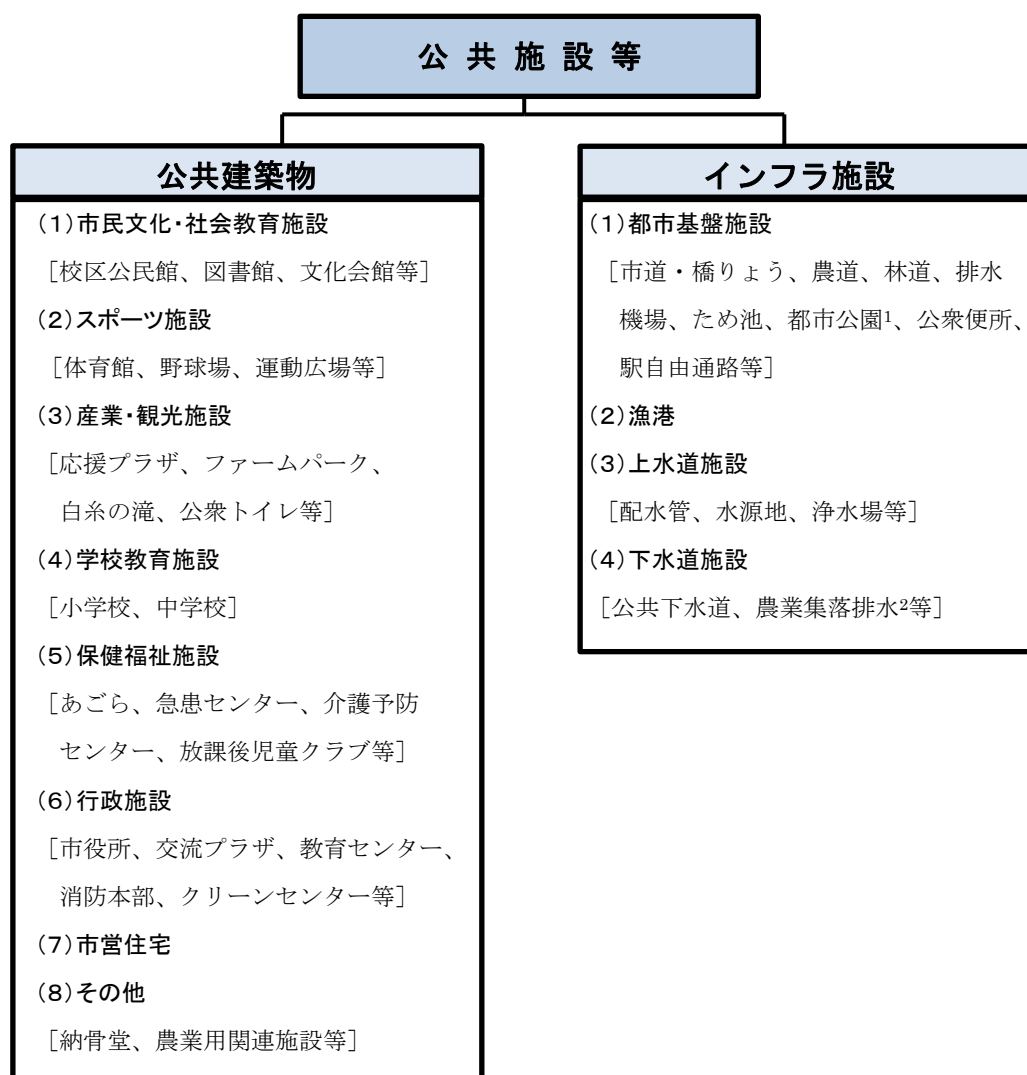 公共施設等
公共建築物
(1)市民文化・社会教育施設
［校区公民館、図書館、文化会館等］
(2)スポーツ施設
［体育館、野球場、運動広場等］
(3)産業・観光施設
［応援プラザ、ファームパーク、
白糸の滝、公衆トイレ等］
(4)学校教育施設
［小学校、中学校］
(5)保健福祉施設
［あごら、急患センター、介護予防
センター、放課後児童クラブ等］
(6)行政施設
［市役所、交流プラザ、教育センター、
消防本部、クリーンセンター等］
(7)市営住宅
(8)その他
［納骨堂、農業用関連施設等］
インフラ施設
(1)都市基盤施設
［市道・橋りょう、農道、林道、排水
機場、ため池、都市公園¹、公衆便所、
駅自由通路等］
(2)漁港
(3)上水道施設
［配水管、水源地、浄水場等］
(4)下水道施設
［公共下水道、農業集落排水²等］